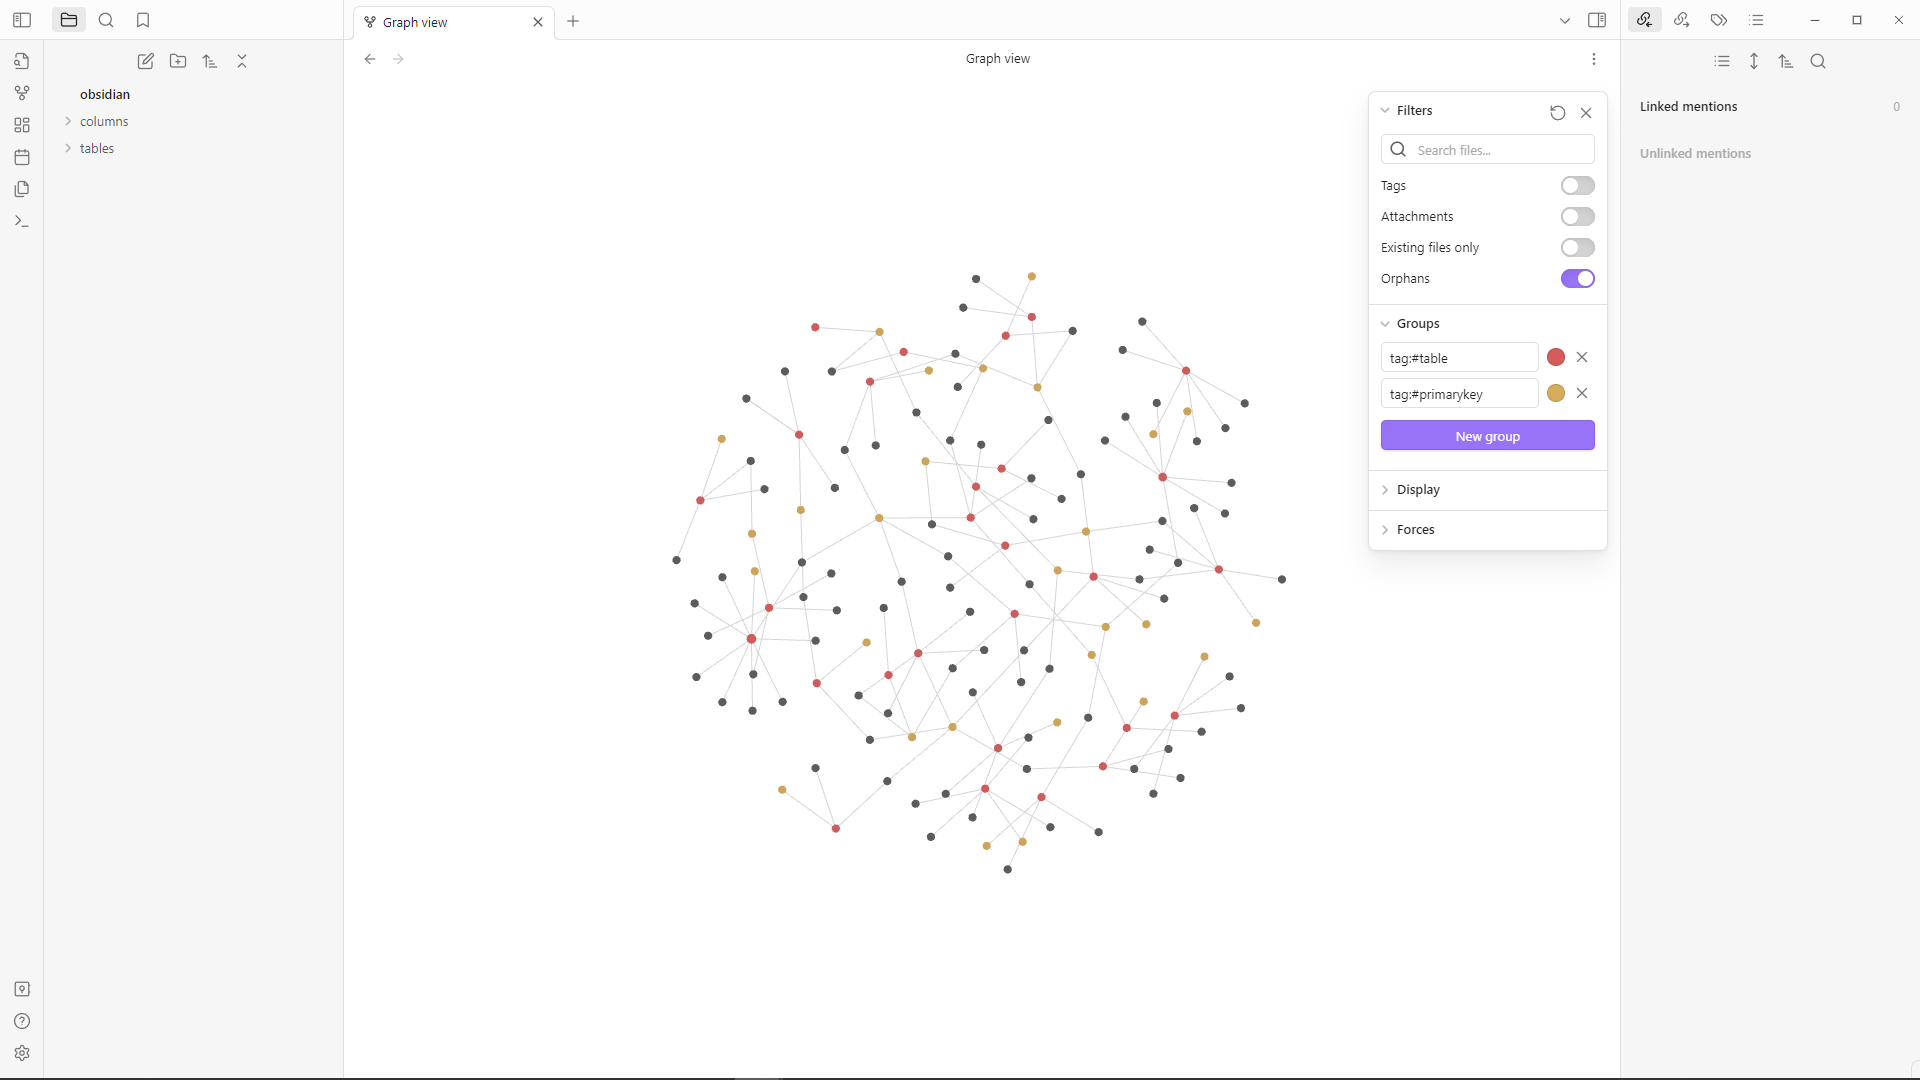 Graph view
Graph view
obsidian
columns
tables
Filters
Search files...
Tags
Attachments
Existing files only
Orphans
Groups
tag:#table
tag:#primarykey
New group
Display
Forces
Linked mentions 0
Unlinked mentions